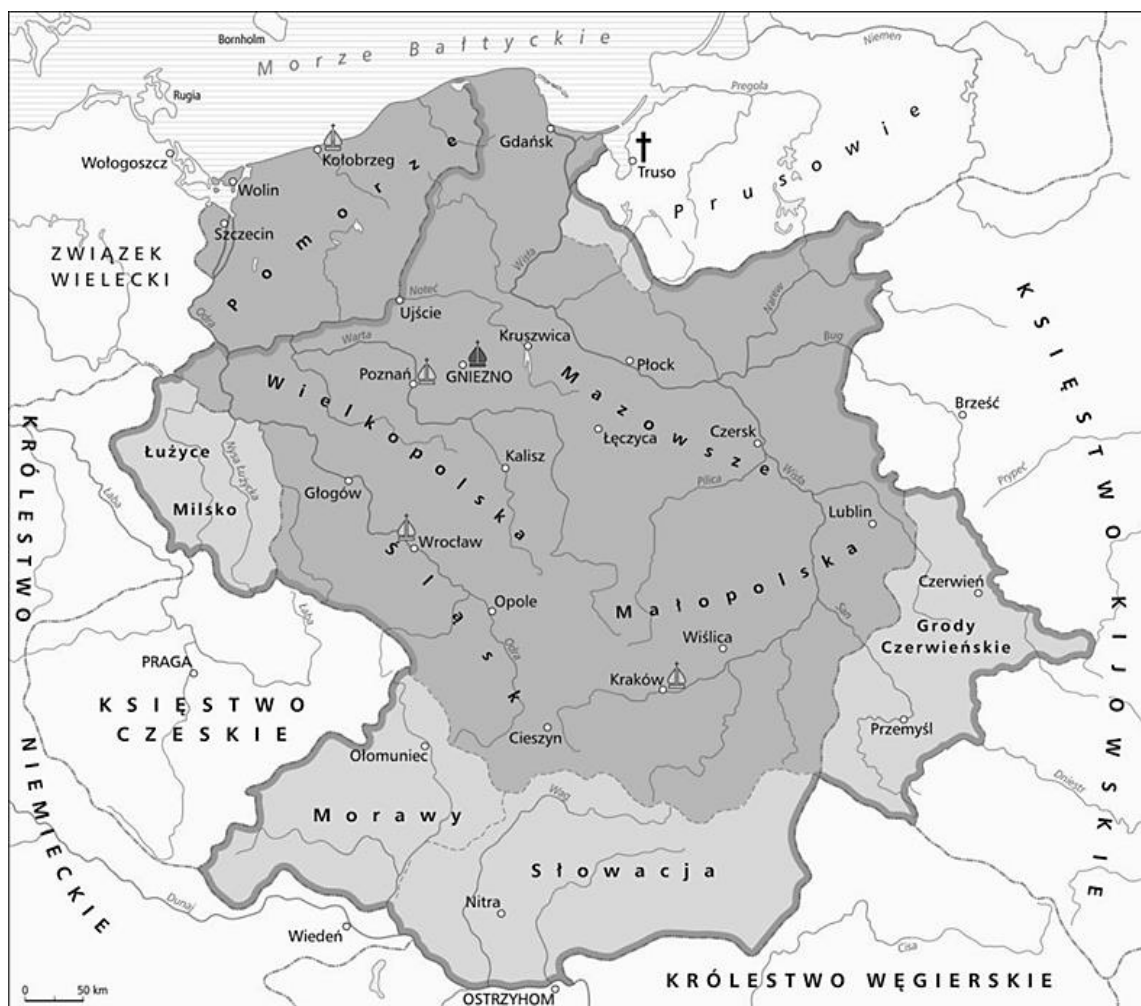 Bornholm
Morze Bałtyckie
Niemen
Rugia
Pregoła
Gdańsk
Kołobrzeg
Wołogoszcz
Truso
Wolin
Prusowie
Pomorze
Szczecin
ZWIĄZEK
WIELECKI
Wisła
Odra
Noteć
Ujście
Narew
Kruszwica
Warta
Bug
Płock
Poznań
GNIEZNO
Wielkopolska
Mazowsze
Brześć
KSIĘSTWO KIJOWSKIE
KRÓLESTWO NIEMIECKIE
Łęczyca
Czersk
Łużyce
Nysa Łużycka
Kalisz
Pilica
Wisła
Prypeć
Łaba
Głogów
Milsko
Lublin
Wrocław
Śląsk
Małopolska
Czerwień
Opole
Łaba
San
Grody
Czerwieńskie
Wiślica
Odra
PRAGA
Kraków
KSIĘSTWO
CZESKIE
Przemyśl
Cieszyn
Ołomuniec
Dniestr
Wag
Morawy
Słowacja
Nitra
Dunaj
Wiedeń
Cisa
KRÓLESTWO WĘGIERSKIE
OSTRZYHOM
0 50 km